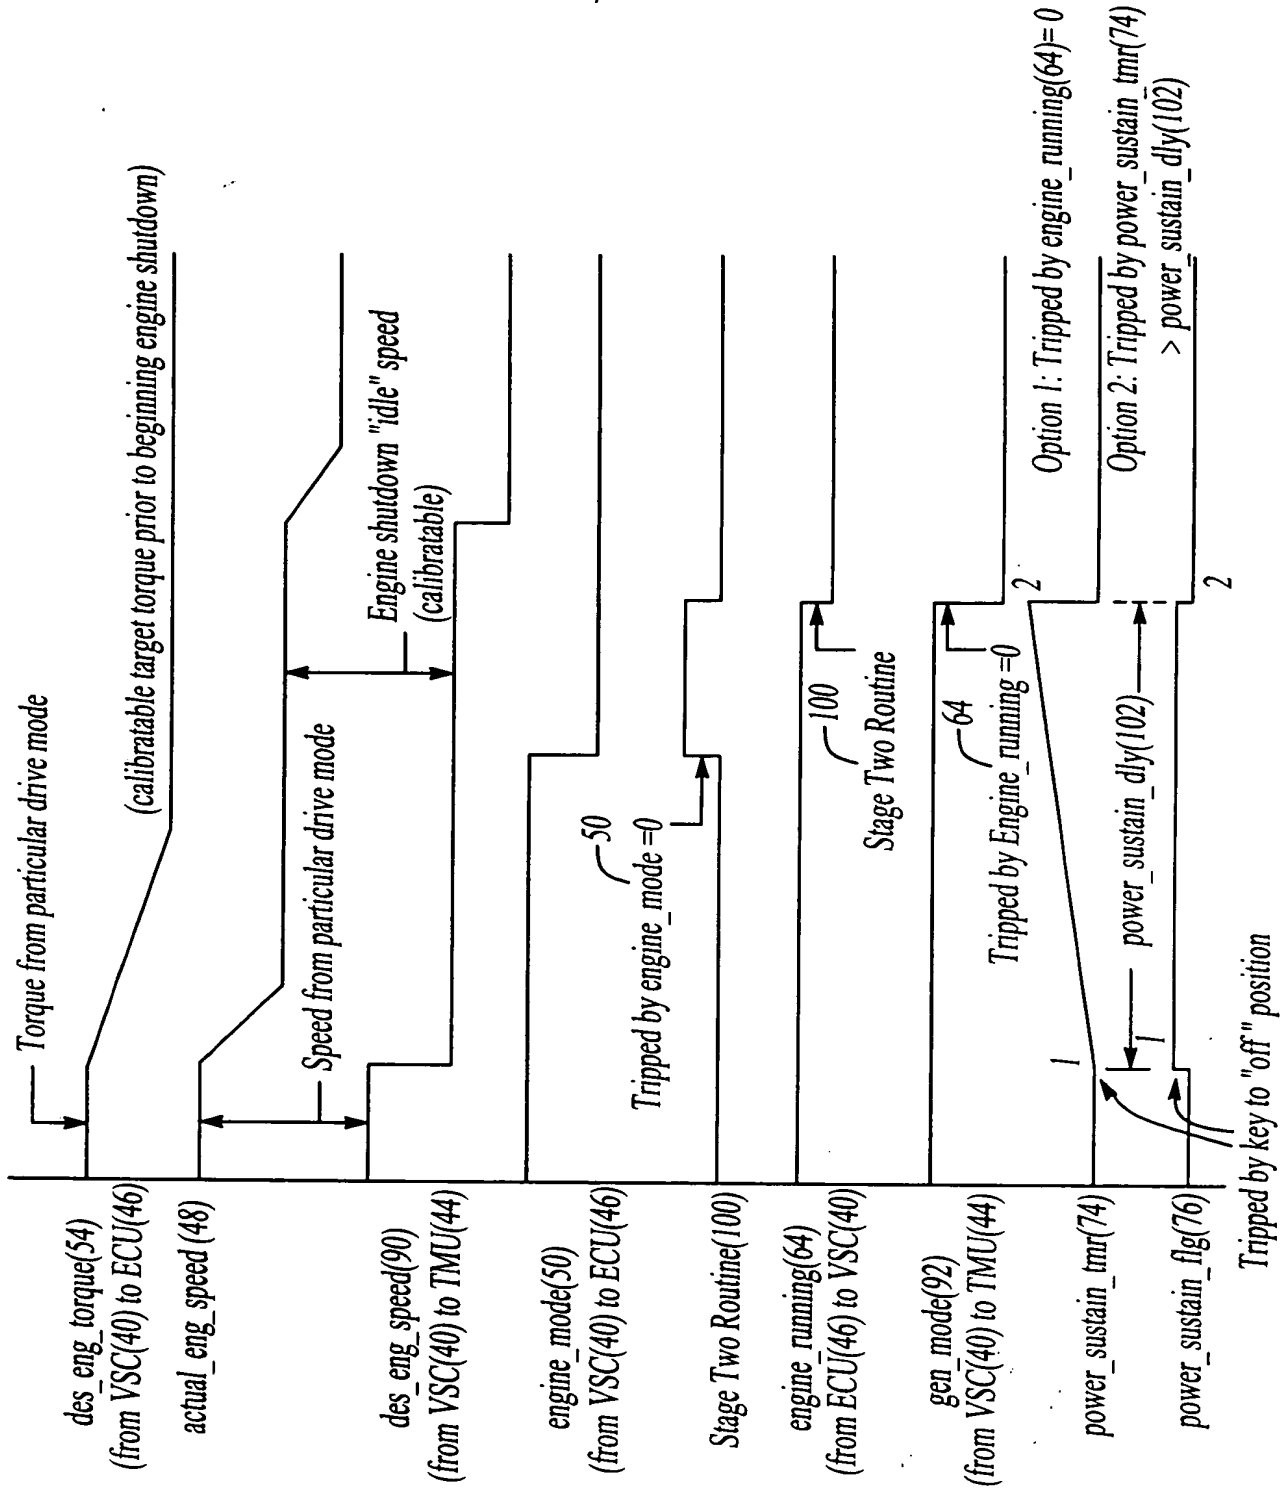 Torque from particular drive mode
des_eng_torque(54)
(from VSC(40) to ECU(46)
(calibratable target torque prior to beginning engine shutdown)
actual_eng_speed (48)
Speed from particular drive mode
Engine shutdown "idle" speed
(calibratable)
des_eng_speed(90)
(from VSC(40) to TMU(44)
engine_mode(50)
(from VSC(40) to ECU(46)
50
Tripped by engine_mode =0
Stage Two Routine(100)
engine_running(64)
(from ECU(46) to VSC(40)
100
Stage Two Routine
gen_mode(92)
(from VSC(40) to TMU(44)
64
Tripped by Engine_running =0
2
Option 1: Tripped by engine_running(64)= 0
1
power_sustain_tmr(74)
Option 2: Tripped by power_sustain_tmr(74)
> power_sustain_dly(102)
power_sustain_dly(102)
1
power_sustain_flg(76)
2
Tripped by key to "off" position